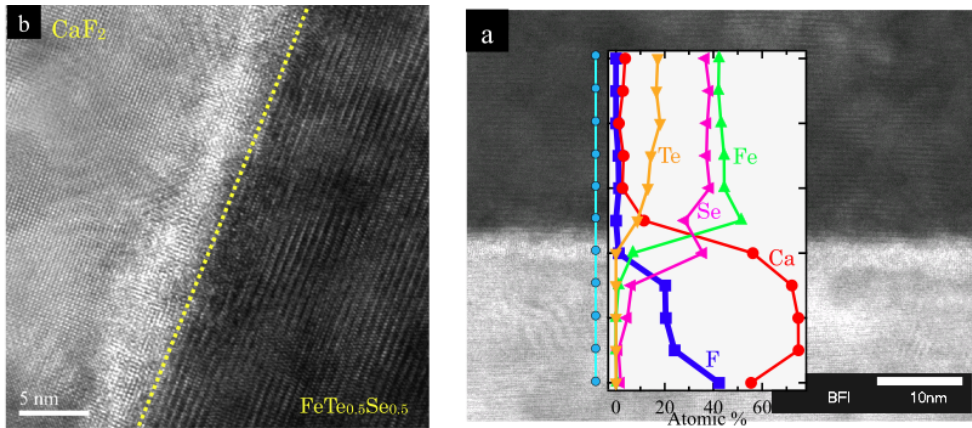 b
CaF₂
5 nm
FeTe₀.₅Se₀.₅
a
Te
Fe
Se
Ca
F
0 20 40 60
Atomic %
BFI
10nm